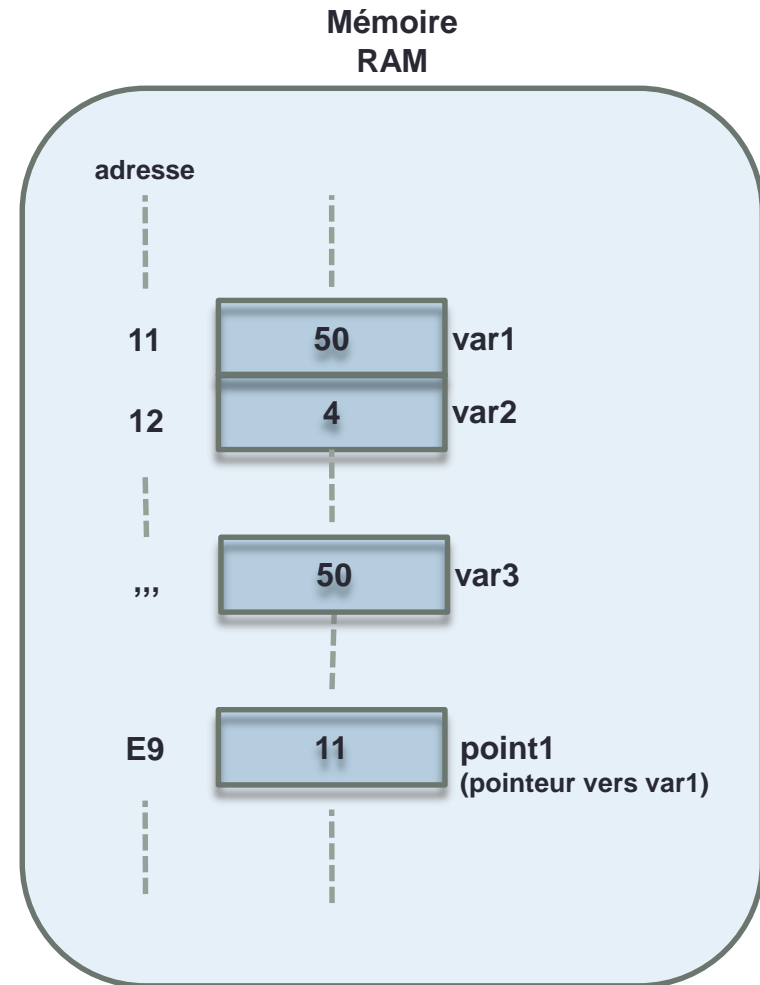 Mémoire
RAM
adresse
11 50 var1
12 4 var2
,,, 50 var3
E9 11 point1
(pointeur vers var1)